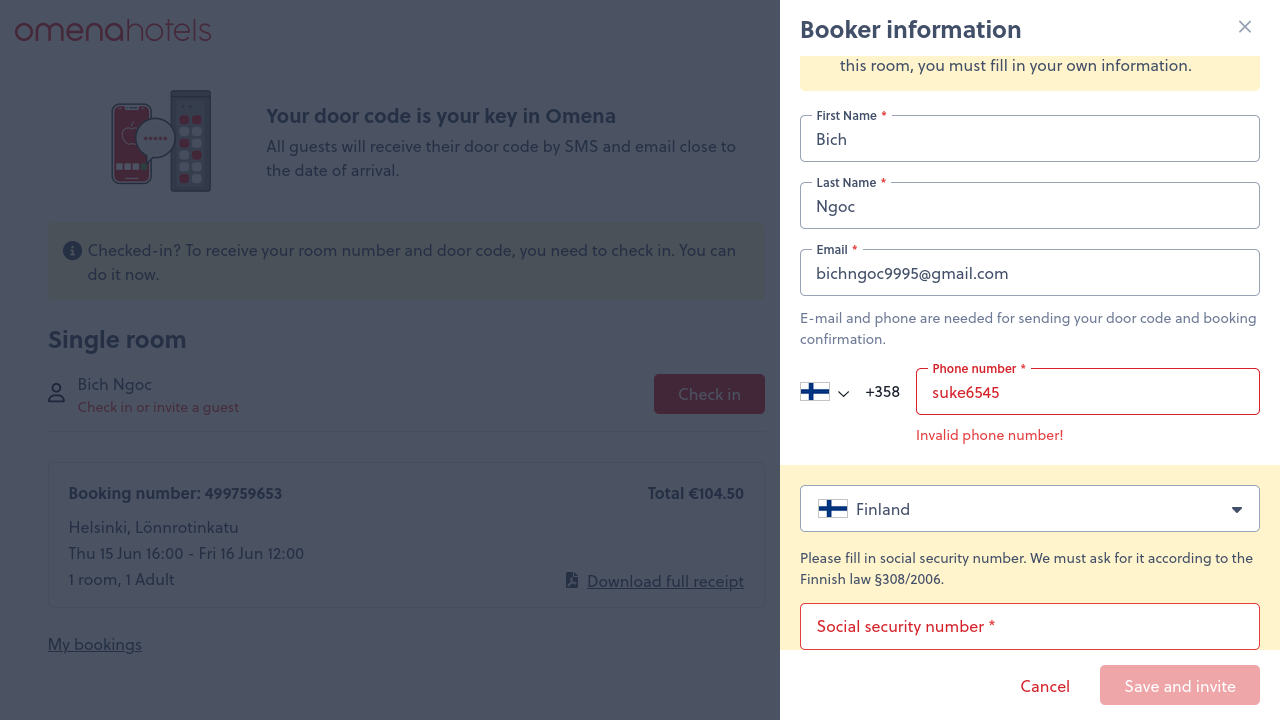 omenahotels
Your door code is your key in Omena
All guests will receive their door code by SMS and email close to
the date of arrival.
Checked-in? To receive your room number and door code, you need to check in. You can
do it now.
Single room
Bich Ngoc
Check in or invite a guest
Check in
Booking number: 499759653
Total €104.50
Helsinki, Lönnrotinkatu
Thu 15 Jun 16:00 - Fri 16 Jun 12:00
1 room, 1 Adult
Download full receipt
My bookings
Booker information
this room, you must fill in your own information.
First Name *
Bich
Last Name *
Ngoc
Email *
bichngoc9995@gmail.com
E-mail and phone are needed for sending your door code and booking
confirmation.
Phone number *
+358
suke6545
Invalid phone number!
Finland
Please fill in social security number. We must ask for it according to the
Finnish law §308/2006.
Social security number *
Cancel
Save and invite